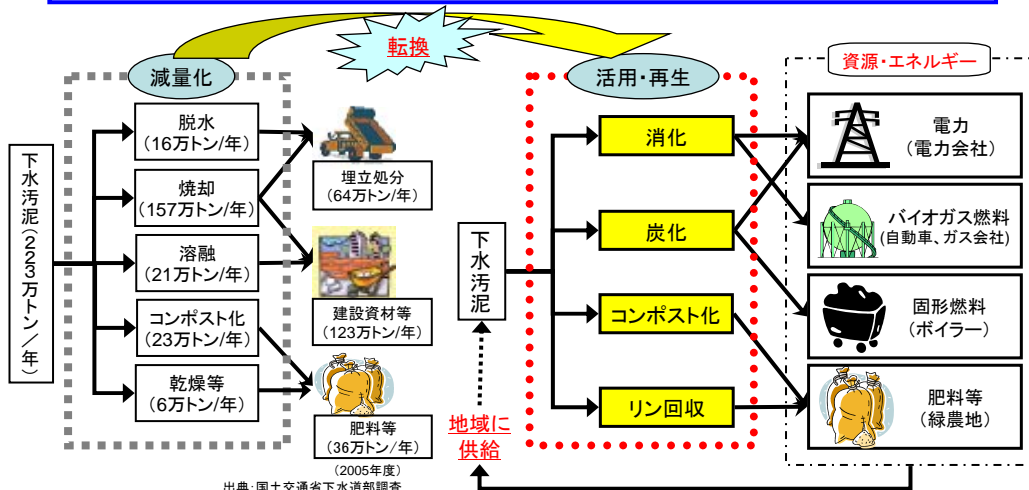 転換
減量化
下水汚泥(223万トン/年)
脱水
(16万トン/年)
焼却
(157万トン/年)
溶融
(21万トン/年)
コンポスト化
(23万トン/年)
乾燥等
(6万トン/年)
埋立処分
(64万トン/年)
建設資材等
(123万トン/年)
肥料等
(36万トン/年)
(2005年度)
出典:国土交通省下水道部調査
活用・再生
下水汚泥
消化
炭化
コンポスト化
リン回収
地域に
供給
資源・エネルギー
電力
(電力会社)
バイオガス燃料
(自動車、ガス会社)
固形燃料
(ボイラー)
肥料等
(緑農地)